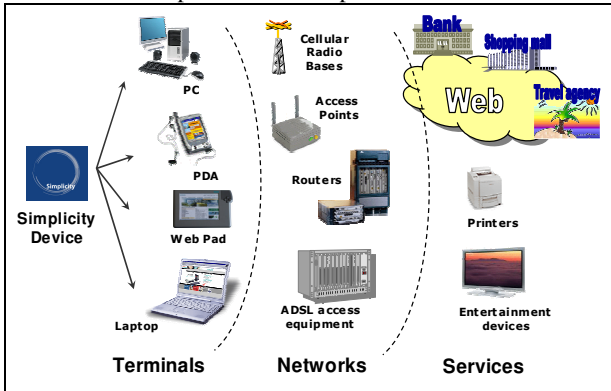 Simplicity
Simplicity
Device
PC
PDA
Web Pad
Laptop
Terminals
Cellular
Radio
Bases
Access
Points
Routers
ADSL access
equipment
Networks
Bank
Shopping mall
Travel agency
Web
Printers
Entertainment
devices
Services